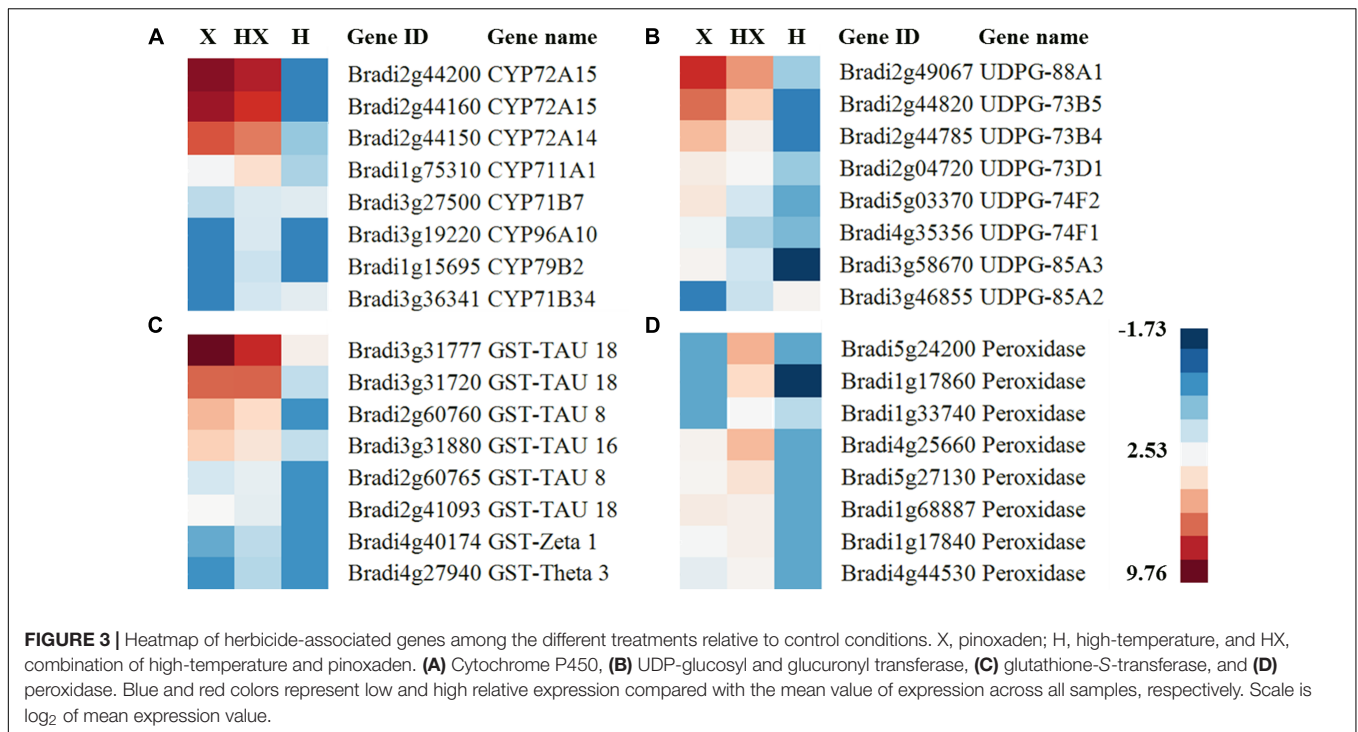 A X HX H Gene ID Gene name
Bradi2g44200 CYP72A15
Bradi2g44160 CYP72A15
Bradi2g44150 CYP72A14
Bradi1g75310 CYP711A1
Bradi3g27500 CYP71B7
Bradi3g19220 CYP96A10
Bradi1g15695 CYP79B2
Bradi3g36341 CYP71B34
B X HX H Gene ID Gene name
Bradi2g49067 UDPG-88A1
Bradi2g44820 UDPG-73B5
Bradi2g44785 UDPG-73B4
Bradi2g04720 UDPG-73D1
Bradi5g03370 UDPG-74F2
Bradi4g35356 UDPG-74F1
Bradi3g58670 UDPG-85A3
Bradi3g46855 UDPG-85A2
C
Bradi3g31777 GST-TAU 18
Bradi3g31720 GST-TAU 18
Bradi2g60760 GST-TAU 8
Bradi3g31880 GST-TAU 16
Bradi2g60765 GST-TAU 8
Bradi2g41093 GST-TAU 18
Bradi4g40174 GST-Zeta 1
Bradi4g27940 GST-Theta 3
D
Bradi5g24200 Peroxidase
Bradi1g17860 Peroxidase
Bradi1g33740 Peroxidase
Bradi4g25660 Peroxidase
Bradi5g27130 Peroxidase
Bradi1g68887 Peroxidase
Bradi1g17840 Peroxidase
Bradi4g44530 Peroxidase
-1.73
2.53
9.76
FIGURE 3 | Heatmap of herbicide-associated genes among the different treatments relative to control conditions. X, pinoxaden; H, high-temperature, and HX,
combination of high-temperature and pinoxaden. (A) Cytochrome P450, (B) UDP-glucosyl and glucuronyl transferase, (C) glutathione-S-transferase, and (D)
peroxidase. Blue and red colors represent low and high relative expression compared with the mean value of expression across all samples, respectively. Scale is
log₂ of mean expression value.